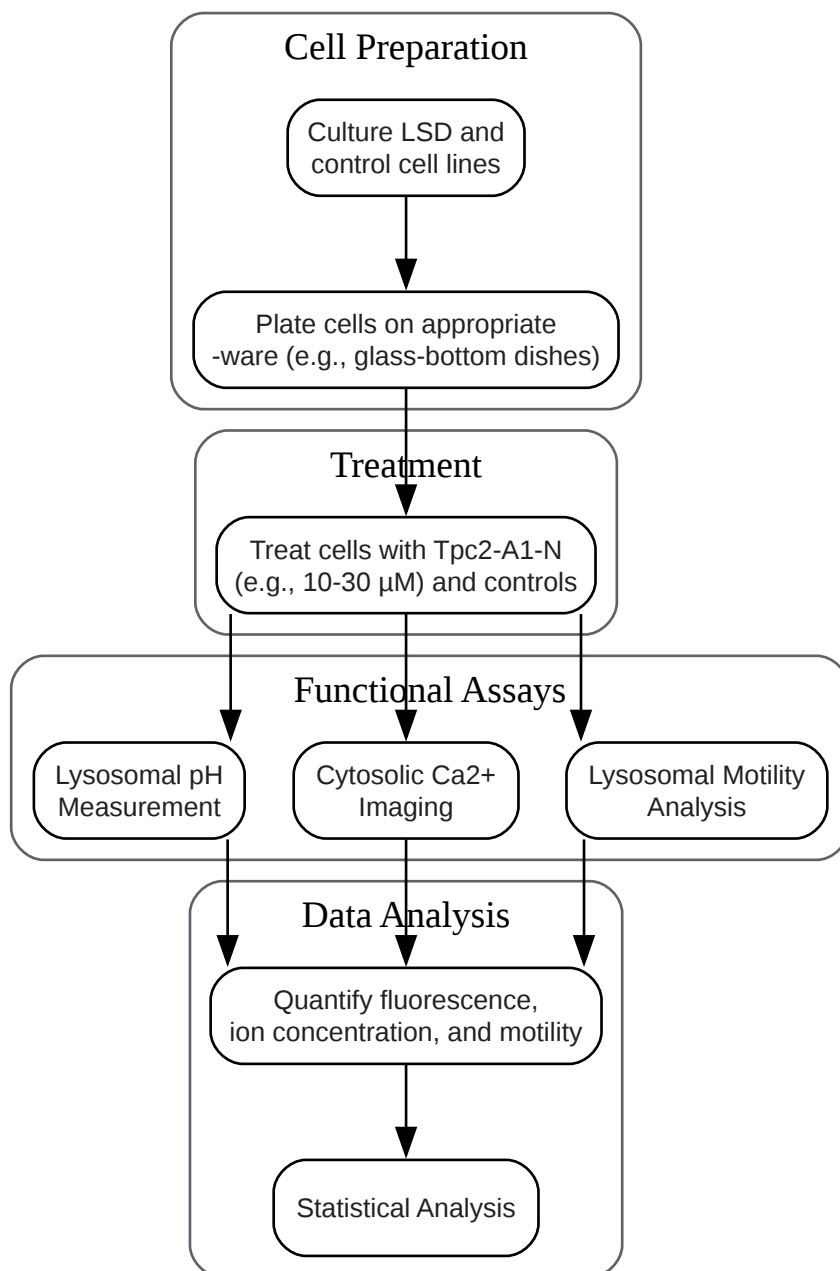 Cell Preparation
Culture LSD and
control cell lines
Plate cells on appropriate
-ware (e.g., glass-bottom dishes)
Treatment
Treat cells with Tpc2-A1-N
(e.g., 10-30 µM) and controls
Functional Assays
Lysosomal pH
Measurement
Cytosolic Ca2+
Imaging
Lysosomal Motility
Analysis
Data Analysis
Quantify fluorescence,
ion concentration, and motility
Statistical Analysis